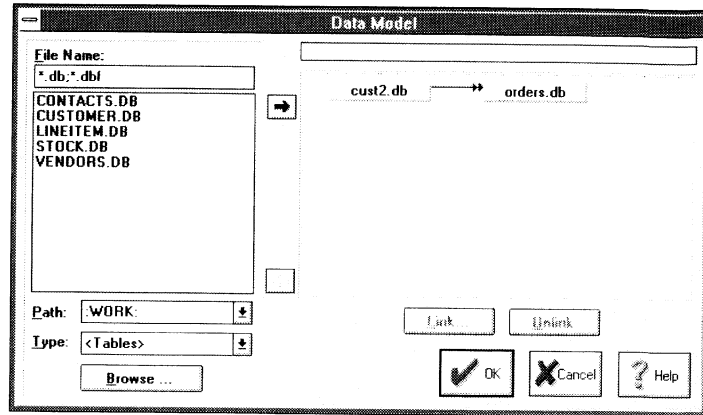 Data Model
File Name:
*.db;*.dbf
CONTACTS.DB
CUSTOMER.DB
LINEITEM.DB
STOCK.DB
VENDORS.DB
cust2.db
orders.db
Path: :WORK:
Type: <Tables>
Browse ...
Link ...
Unlink
OK
Cancel
Help